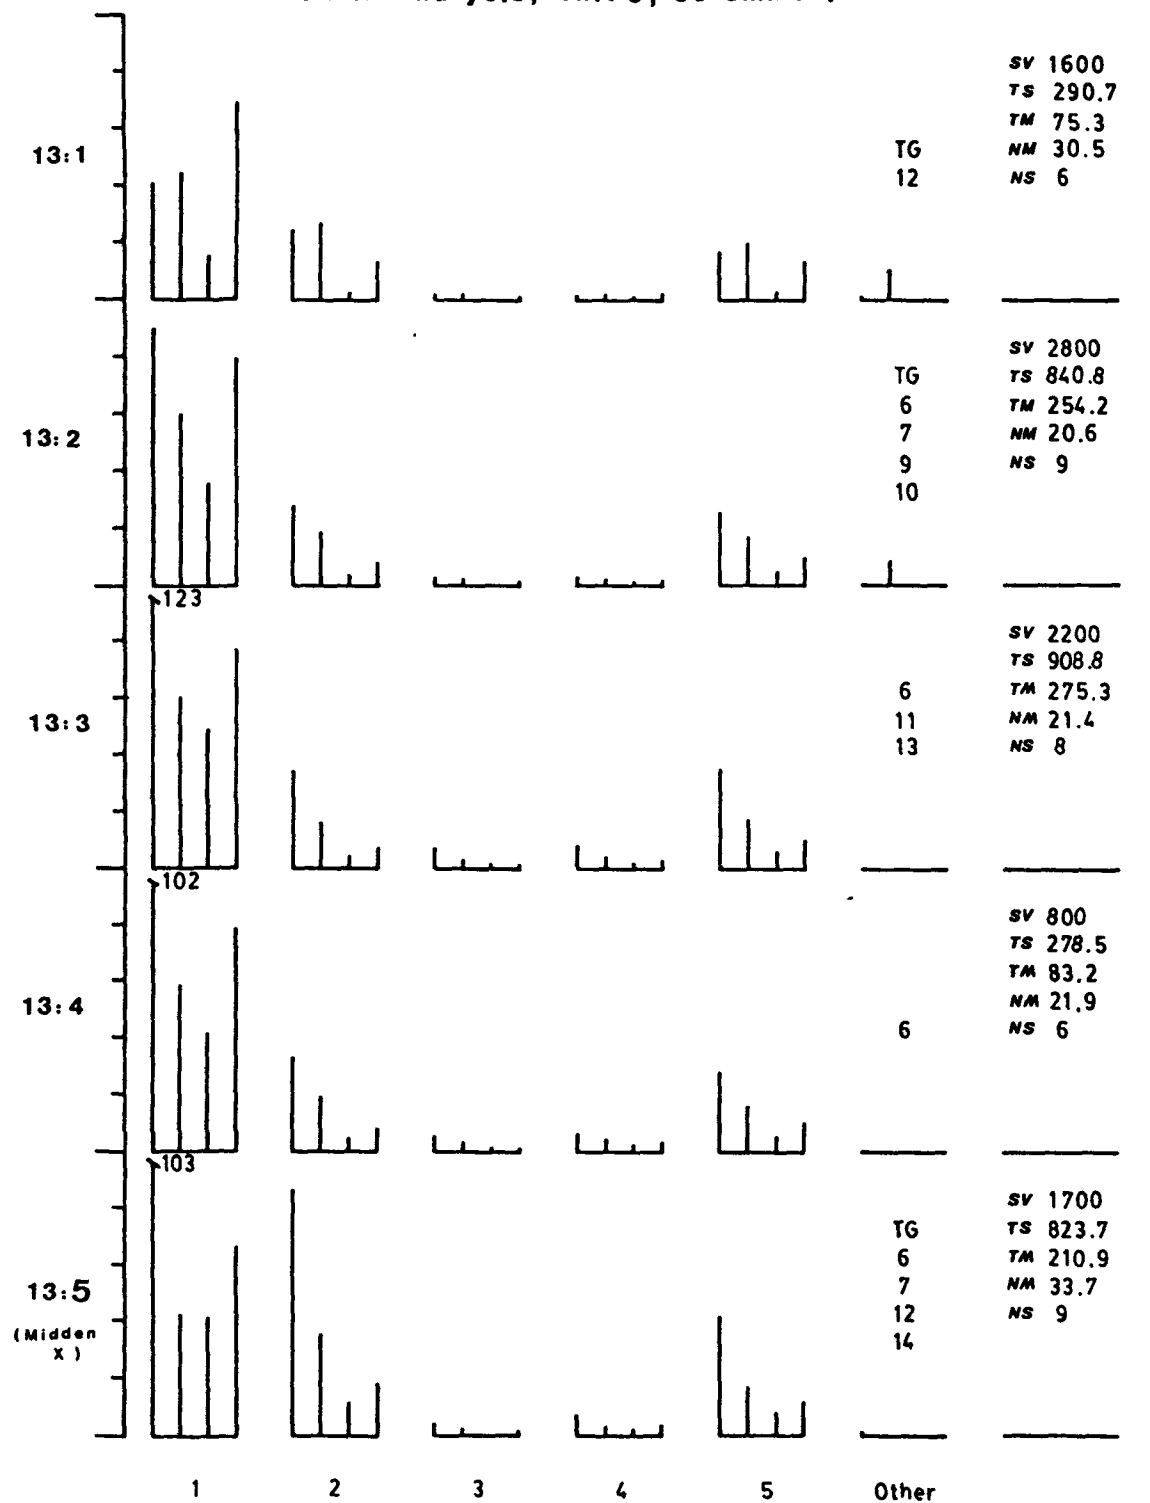 13:1
TG
12
SV 1600
TS 290.7
TM 75.3
NM 30.5
NS 6
13:2
TG
6
7
9
10
SV 2800
TS 840.8
TM 254.2
NM 20.6
NS 9
123
13:3
6
11
13
SV 2200
TS 908.8
TM 275.3
NM 21.4
NS 8
102
13:4
6
SV 800
TS 278.5
TM 83.2
NM 21.9
NS 6
103
13:5
(Midden
X)
TG
6
7
12
14
SV 1700
TS 823.7
TM 210.9
NM 33.7
NS 9
1 2 3 4 5 Other